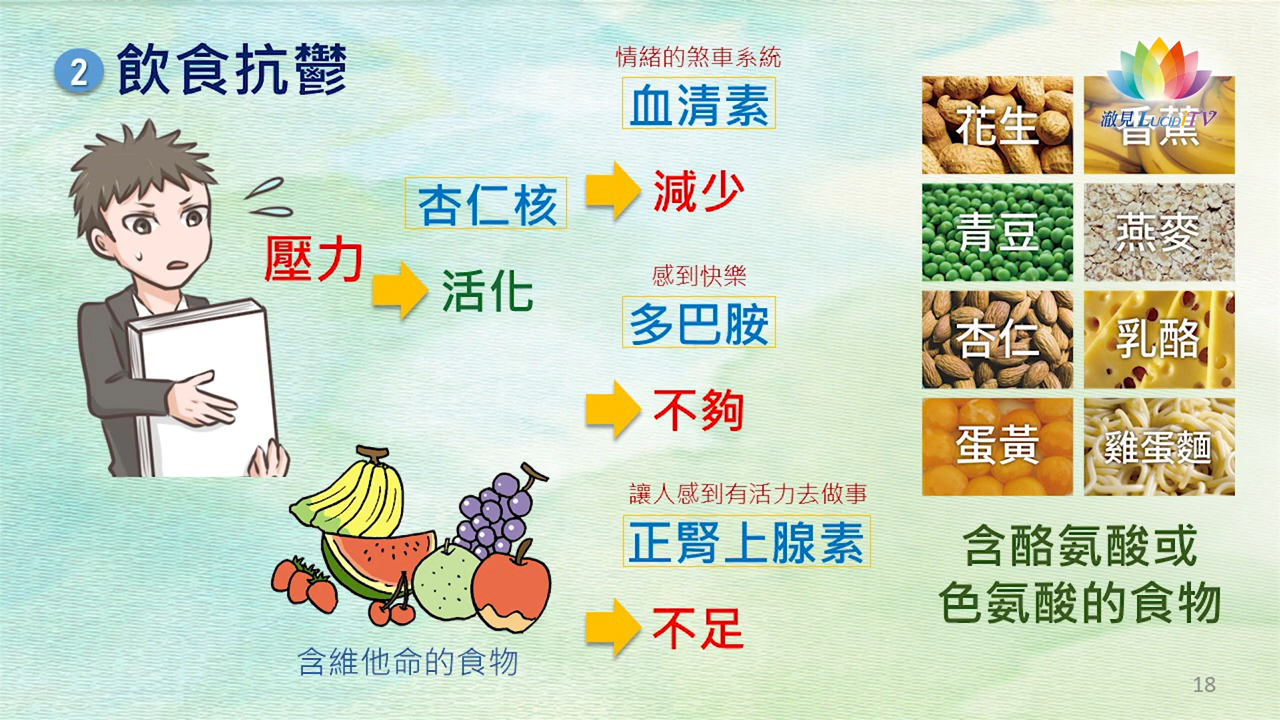 2 飲食抗鬱
壓力
杏仁核
活化
情緒的煞車系統
血清素
減少
感到快樂
多巴胺
不夠
讓人感到有活力去做事
正腎上腺素
不足
含維他命的食物
澈見 LUCIDTV
花生 香蕉
青豆 燕麥
杏仁 乳酪
蛋黃 雞蛋麵
含酪氨酸或
色氨酸的食物
18